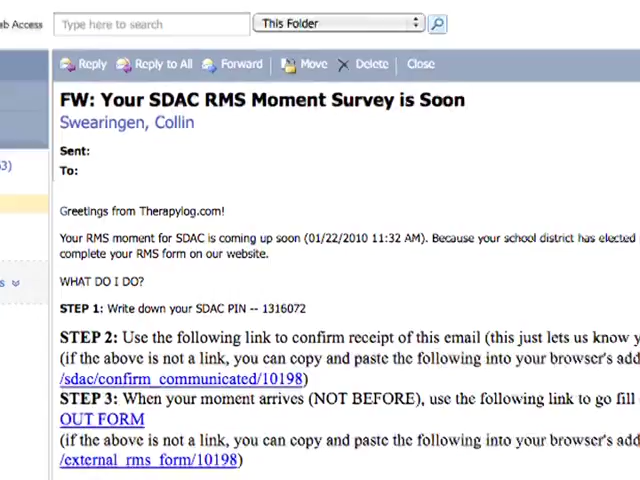 ab Access
Type here to search
This Folder
Reply
Reply to All
Forward
Move
Delete
Close
FW: Your SDAC RMS Moment Survey is Soon
Swearingen, Collin
Sent:
To:
Greetings from Therapylog.com!
Your RMS moment for SDAC is coming up soon (01/22/2010 11:32 AM). Because your school district has elected
complete your RMS form on our website.
WHAT DO I DO?
STEP 1: Write down your SDAC PIN -- 1316072
STEP 2: Use the following link to confirm receipt of this email (this just lets us know y
(if the above is not a link, you can copy and paste the following into your browser's add
/sdac/confirm_communicated/10198)
STEP 3: When your moment arrives (NOT BEFORE), use the following link to go fill
OUT FORM
(if the above is not a link, you can copy and paste the following into your browser's add
/external_rms_form/10198)